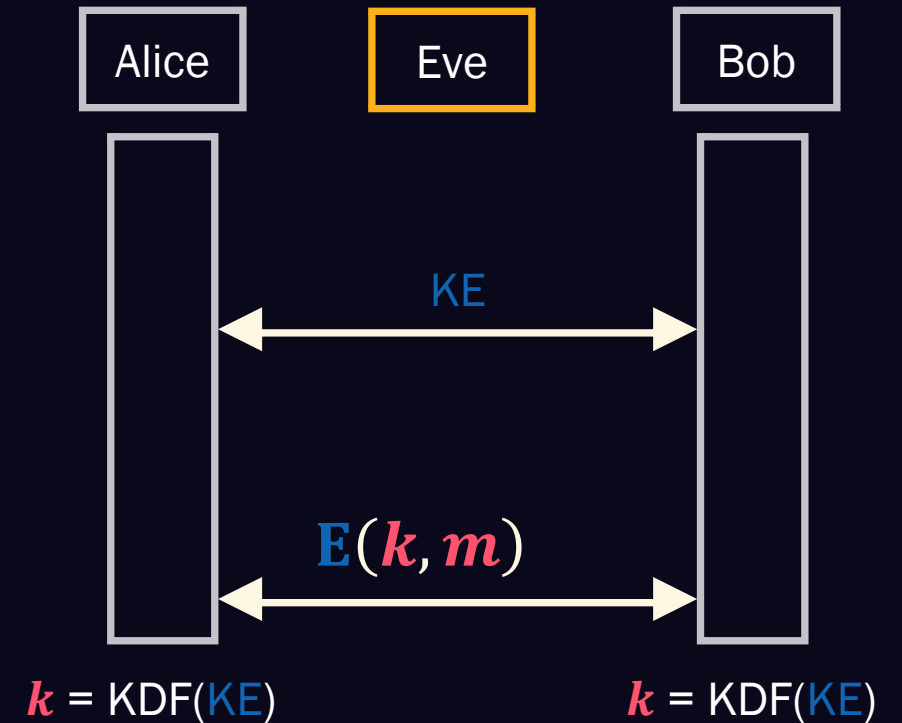 Alice
Eve
Bob
KE
E(k, m)
k = KDF(KE)
k = KDF(KE)